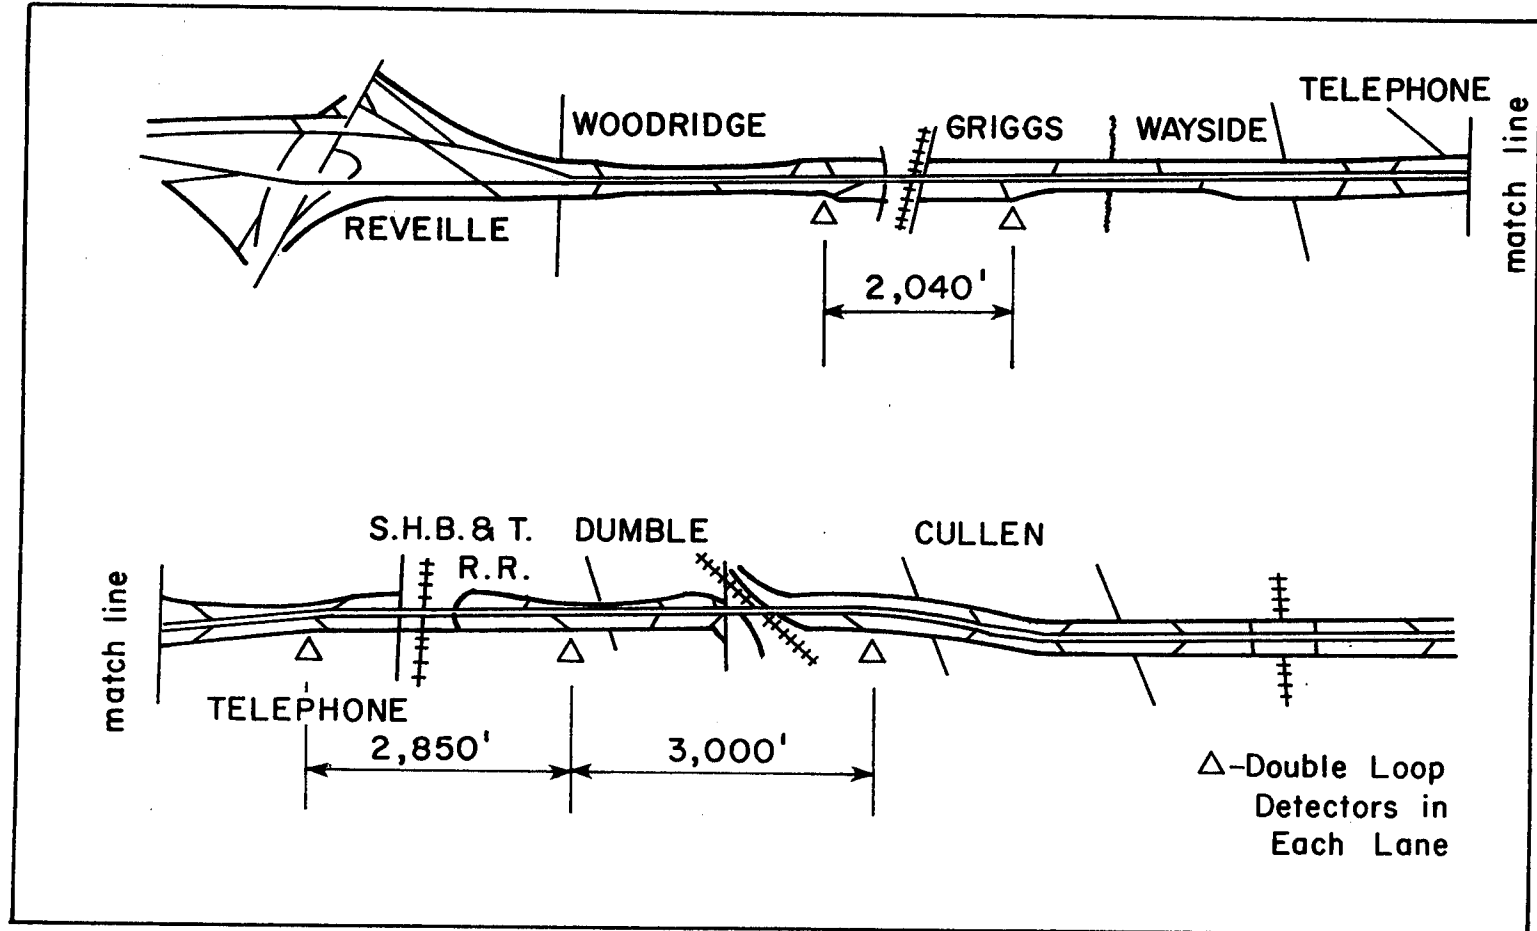 TELEPHONE
WOODRIDGE
GRIGGS
WAYSIDE
match line
REVEILLE
2,040'
S.H.B. & T.
R.R.
DUMBLE
CULLEN
match line
TELEPHONE
2,850'
3,000'
△-Double Loop
Detectors in
Each Lane